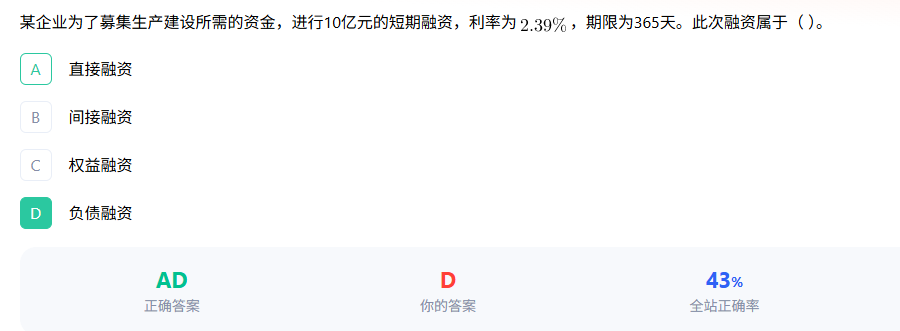 某企业为了募集生产建设所需的资金，进行10亿元的短期融资，利率为 2.39%，期限为365天。此次融资属于（ ）。
A 直接融资
B 间接融资
C 权益融资
D 负债融资
AD D 43%
正确答案 你的答案 全站正确率